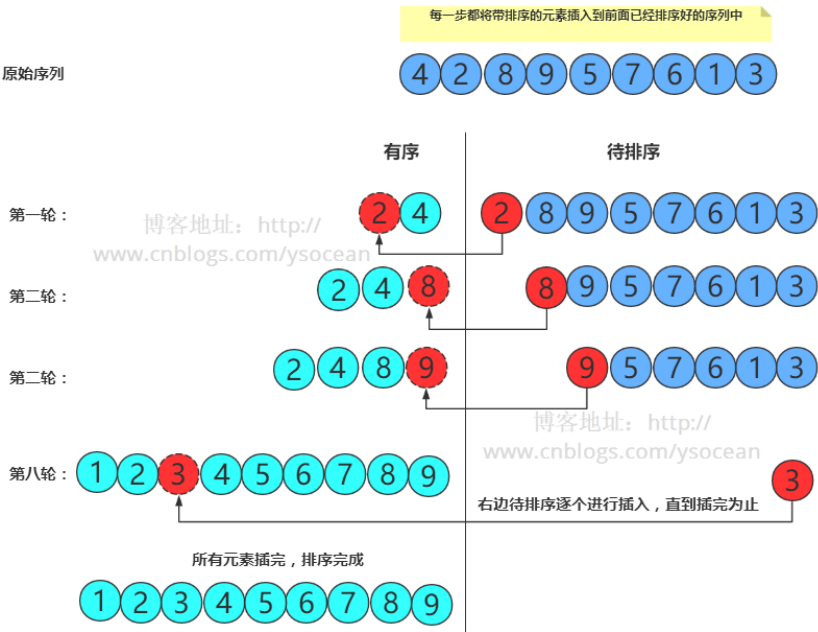 每一步都将带排序的元素插入到前面已经排序好的序列中
原始序列 4 2 8 9 5 7 6 1 3
有序 待排序
第一轮： 2 4 2 8 9 5 7 6 1 3
博客地址：http://
www.cnblogs.com/ysocean
第二轮： 2 4 8 8 9 5 7 6 1 3
第二轮： 2 4 8 9 9 5 7 6 1 3
博客地址：http://
www.cnblogs.com/ysocean
第八轮： 1 2 3 4 5 6 7 8 9 3
右边待排序逐个进行插入，直到插完为止
所有元素插完，排序完成
1 2 3 4 5 6 7 8 9